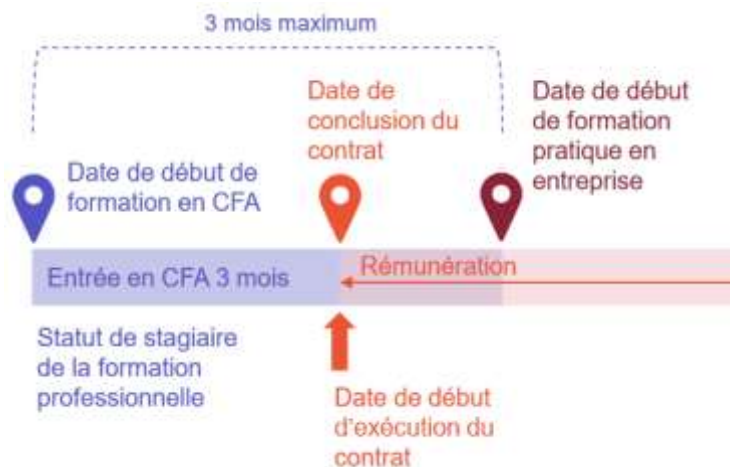 3 mois maximum
Date de
conclusion du
contrat
Date de début
de formation
pratique en
entreprise
Date de début de
formation en CFA
Entrée en CFA 3 mois
Rémunération
Statut de stagiaire
de la formation
professionnelle
Date de début
d'exécution du
contrat